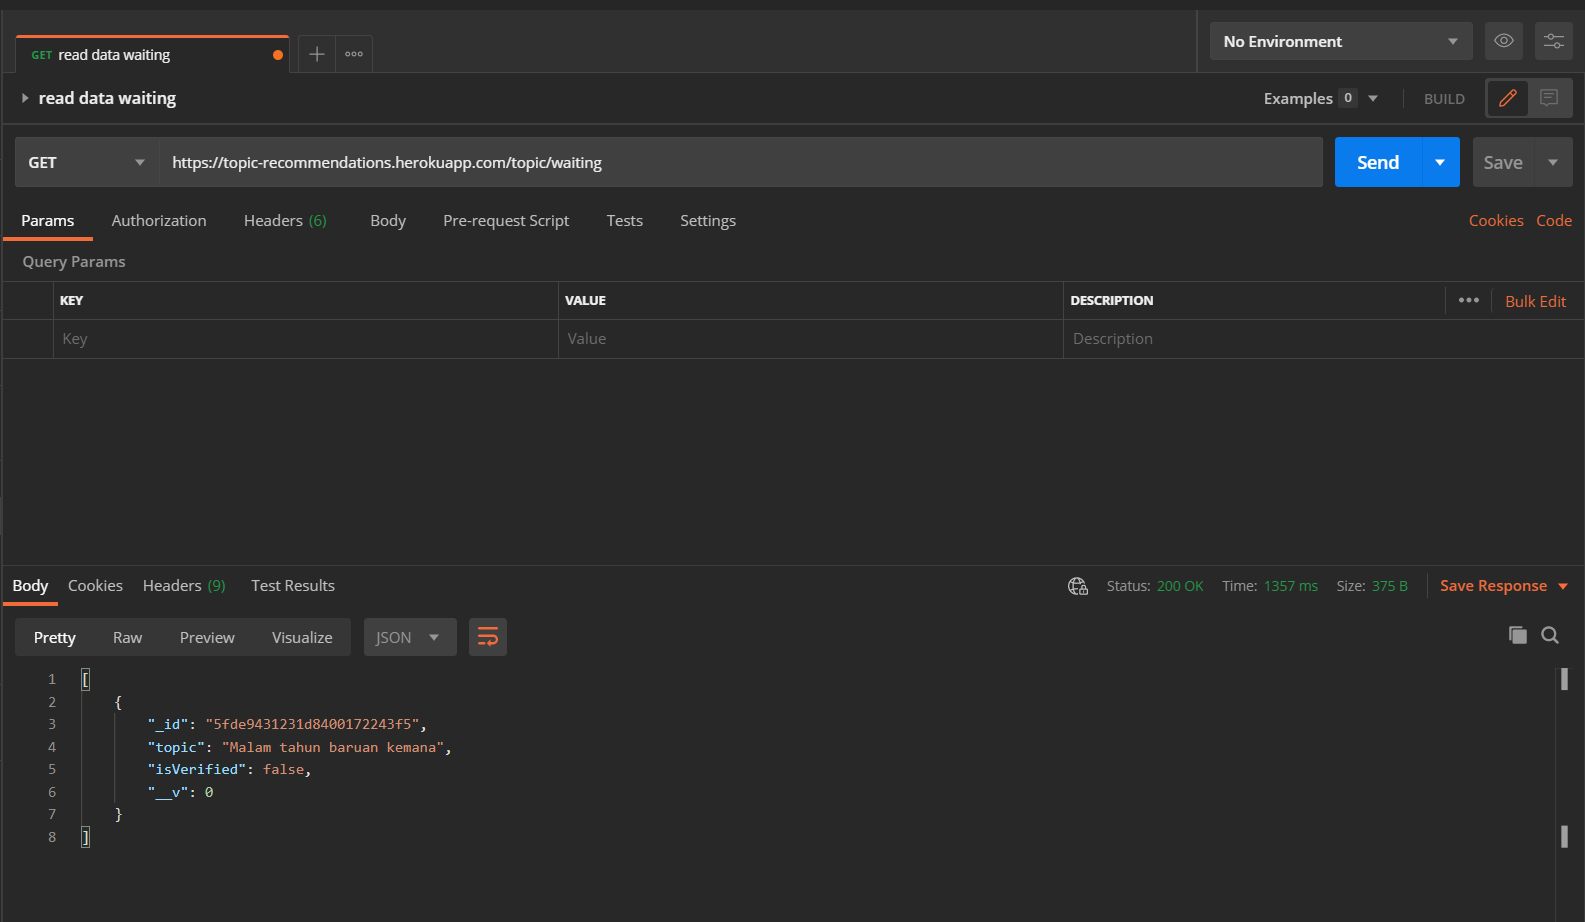 GET read data waiting
No Environment
read data waiting
Examples 0 BUILD
GET https://topic-recommendations.herokuapp.com/topic/waiting Send Save
Params Authorization Headers (6) Body Pre-request Script Tests Settings Cookies Code
Query Params
KEY VALUE DESCRIPTION Bulk Edit
Key Value Description
Body Cookies Headers (9) Test Results Status: 200 OK Time: 1357 ms Size: 375 B Save Response
Pretty Raw Preview Visualize JSON
1 [
2 {
3 "_id": "5fde9431231d8400172243f5",
4 "topic": "Malam tahun baruan kemana",
5 "isVerified": false,
6 "__v": 0
7 }
8 ]